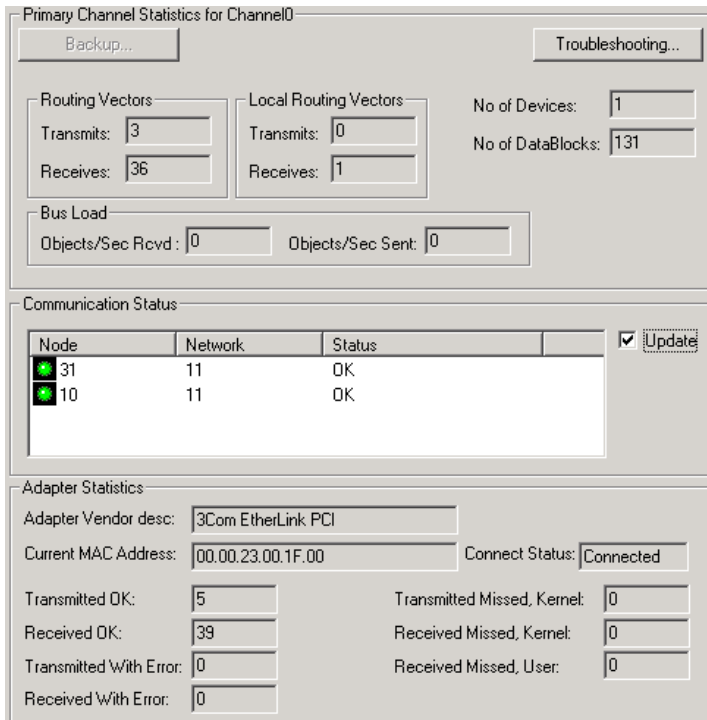 Primary Channel Statistics for Channel0
Backup...
Troubleshooting...
Routing Vectors
Transmits: 3
Receives: 36
Local Routing Vectors
Transmits: 0
Receives: 1
No of Devices: 1
No of DataBlocks: 131
Bus Load
Objects/Sec Rcvd : 0 Objects/Sec Sent: 0
Communication Status
Node Network Status
31 11 OK
10 11 OK
Update
Adapter Statistics
Adapter Vendor desc: 3Com EtherLink PCI
Current MAC Address: 00.00.23.00.1F.00 Connect Status: Connected
Transmitted OK: 5 Transmitted Missed, Kernel: 0
Received OK: 39 Received Missed, Kernel: 0
Transmitted With Error: 0 Received Missed, User: 0
Received With Error: 0